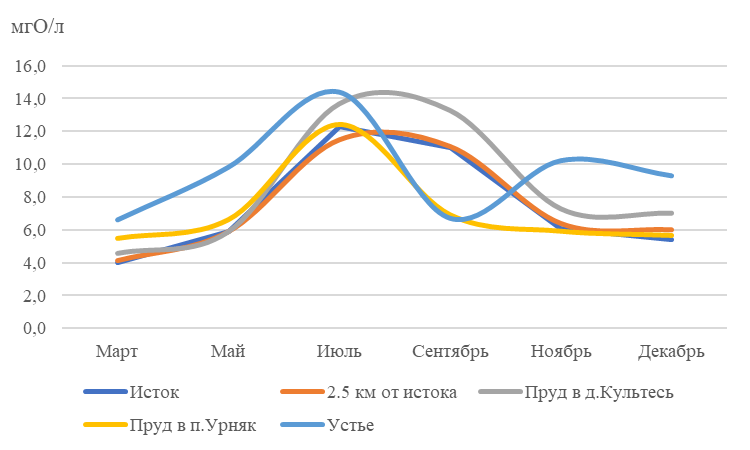 мгО/л
16,0
14,0
12,0
10,0
8,0
6,0
4,0
2,0
0,0
Март Май Июль Сентябрь Ноябрь Декабрь
Исток 2.5 км от истока Пруд в д.Культесь
Пруд в п.Урняк Устье